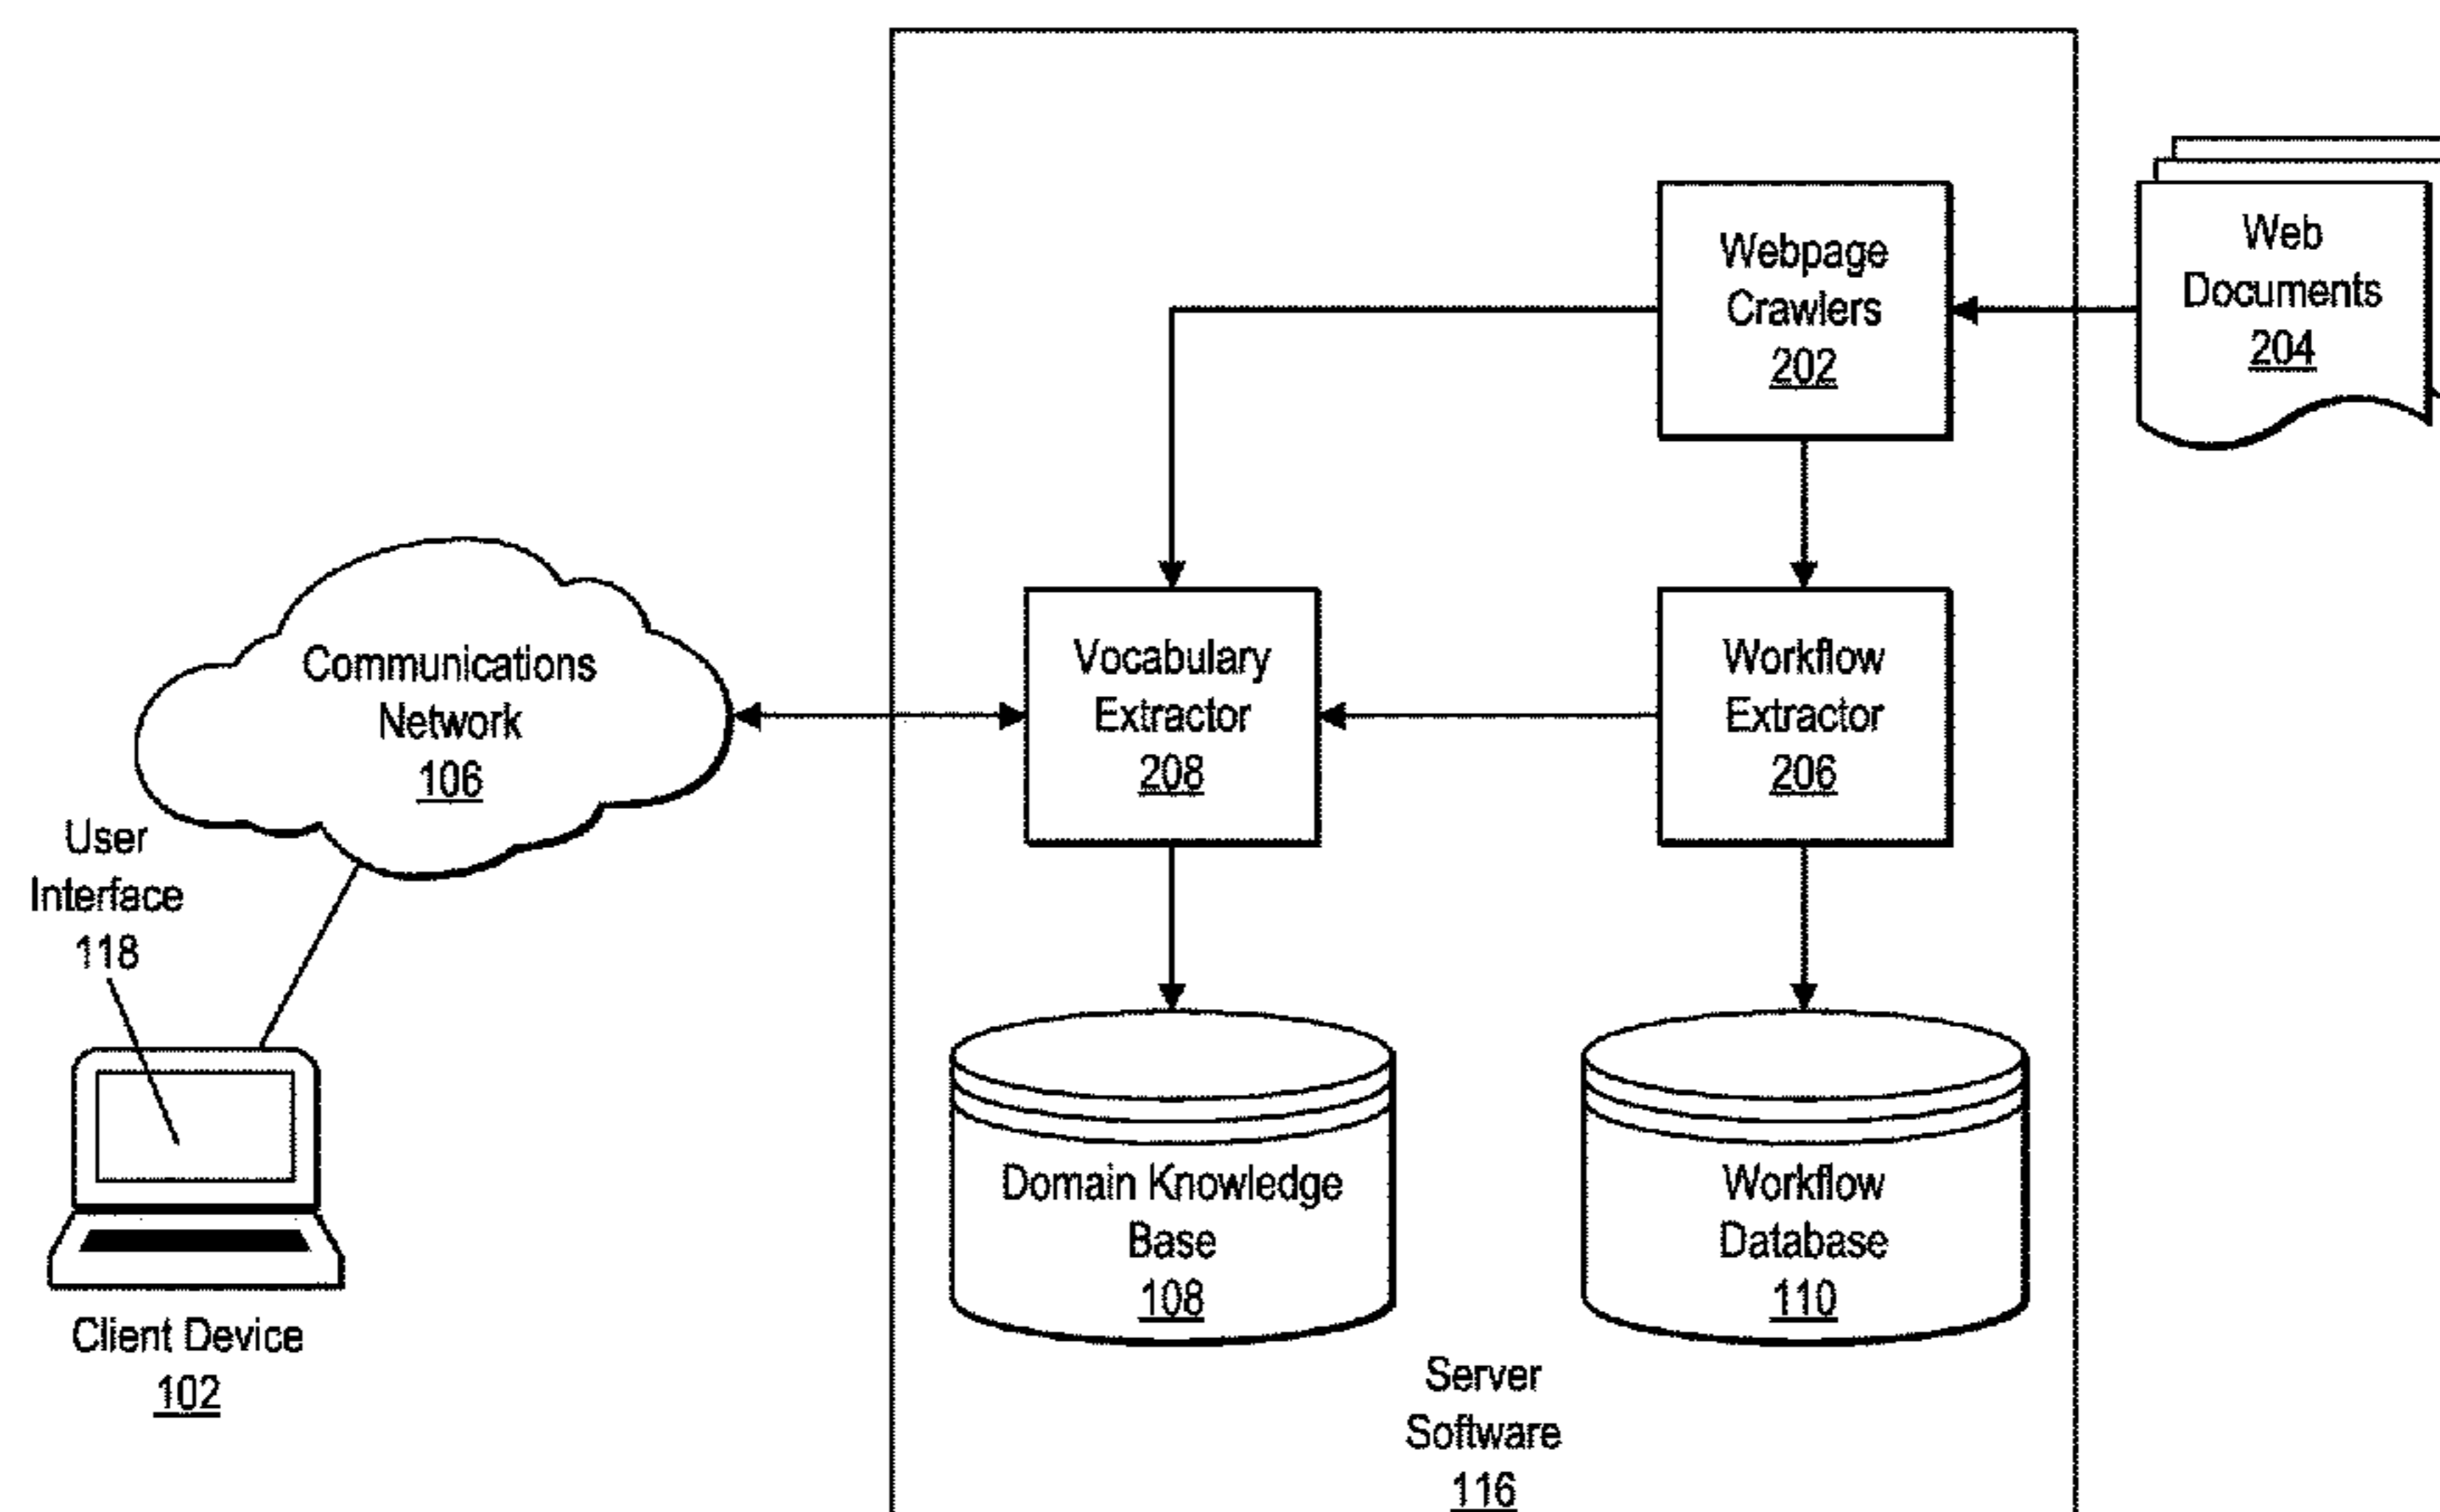 Webpage
Crawlers
202
Web
Documents
204
Communications
Network
106
Vocabulary
Extractor
208
Workflow
Extractor
206
User
Interface
118
Domain Knowledge
Base
108
Workflow
Database
110
Client Device
102
Server
Software
116